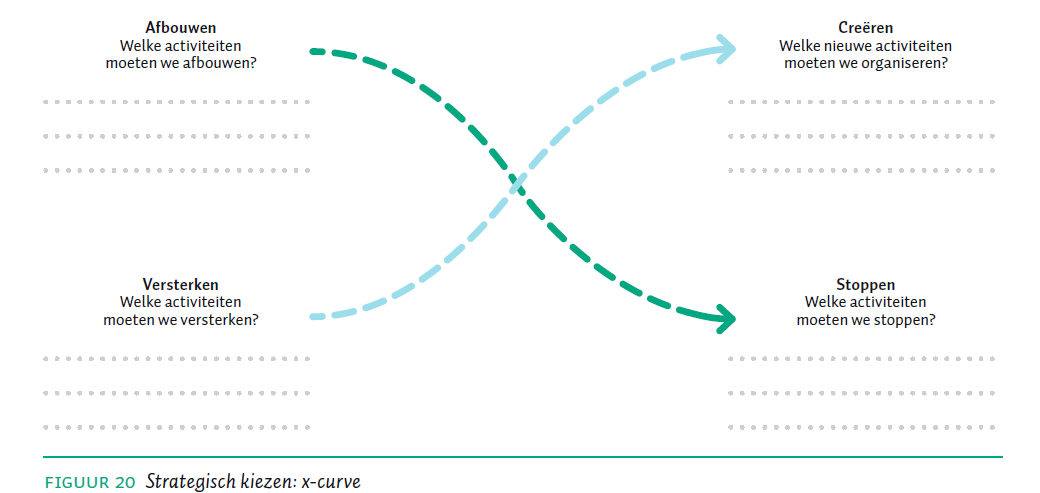 Afbouwen
Welke activiteiten
moeten we afbouwen?
Creëren
Welke nieuwe activiteiten
moeten we organiseren?
Versterken
Welke activiteiten
moeten we versterken?
Stoppen
Welke activiteiten
moeten we stoppen?
FIGUUR 20 Strategisch kiezen: x-curve